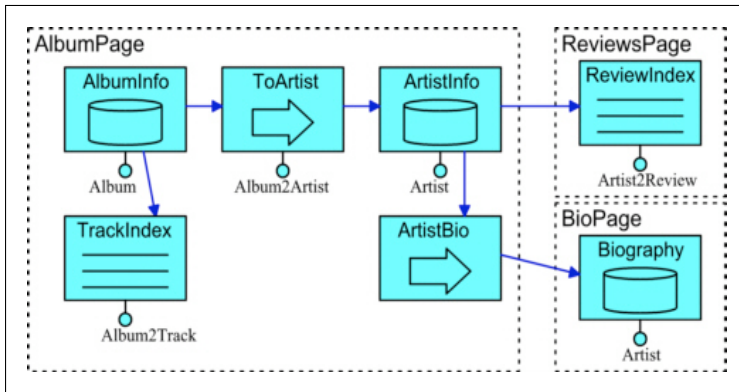 AlbumPage
AlbumInfo
Album
ToArtist
Album2Artist
ArtistInfo
Artist
TrackIndex
Album2Track
ArtistBio
ReviewsPage
ReviewIndex
Artist2Review
BioPage
Biography
Artist